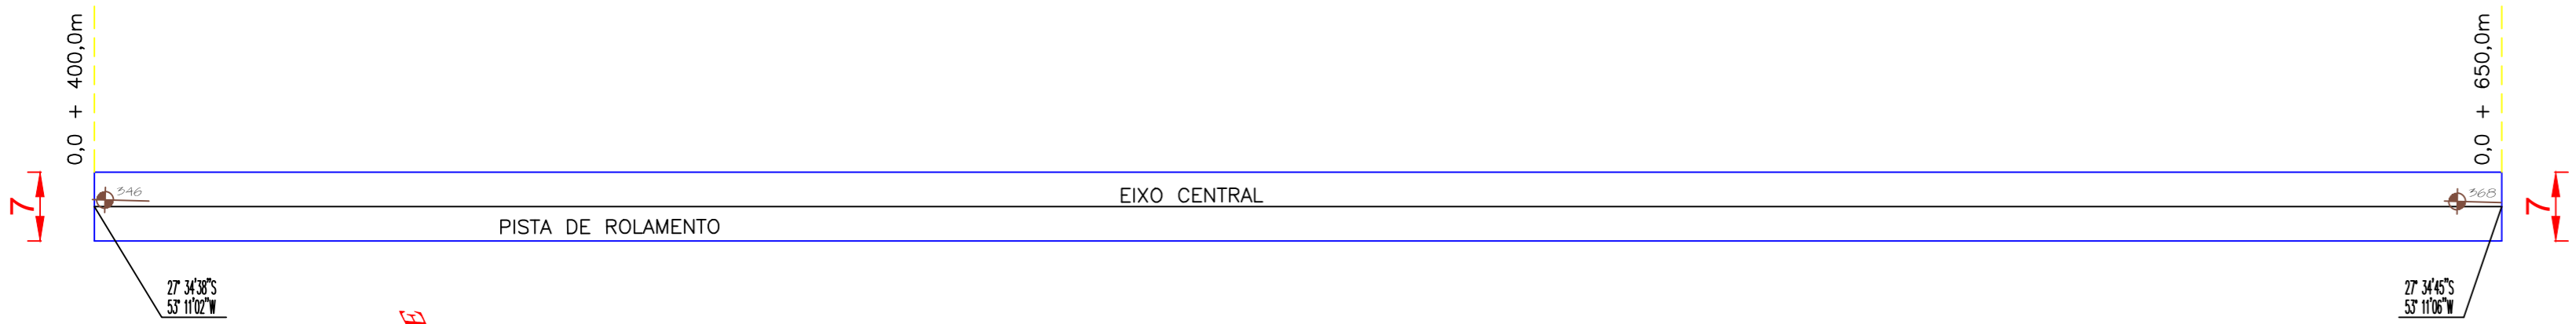 0,0 + 400,0m
0,0 + 650,0m
7
346
EIXO CENTRAL
368
7
PISTA DE ROLAMENTO
27° 34'38"S
53° 11'02"W
27° 34'45"S
53° 11'06"W
E